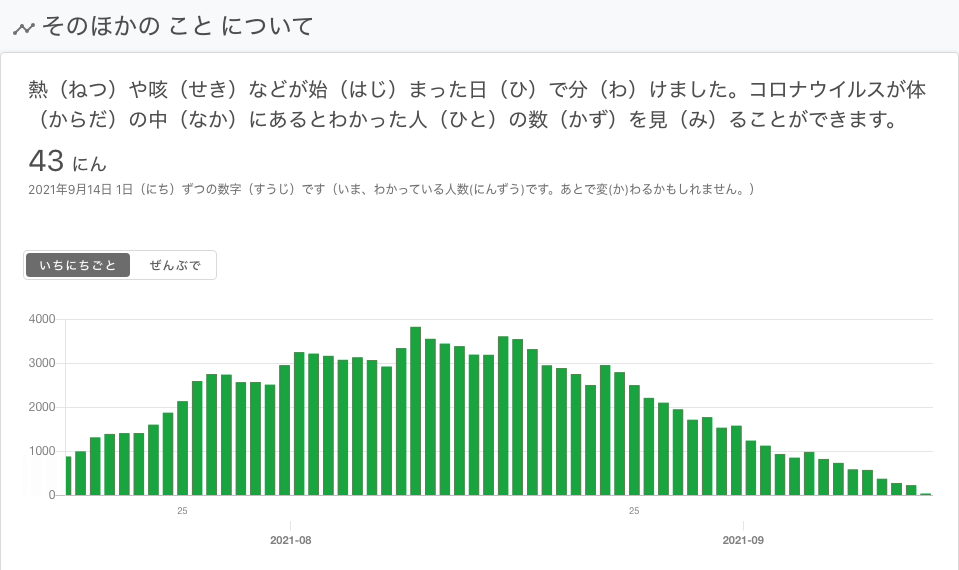 そのほかの こと について
熱（ねつ）や咳（せき）などが始（はじ）まった日（ひ）で分（わ）けました。コロナウイルスが体
（からだ）の中（なか）にあるとわかった人（ひと）の数（かず）を見（み）ることができます。
43 にん
2021年9月14日 1日（にち）ずつの数字（すうじ）です（いま、わかっている人数(にんずう)です。あとで変(か)わるかもしれません。）
いちにちごと ぜんぶで
4000
3000
2000
1000
0
25 25
2021-08 2021-09